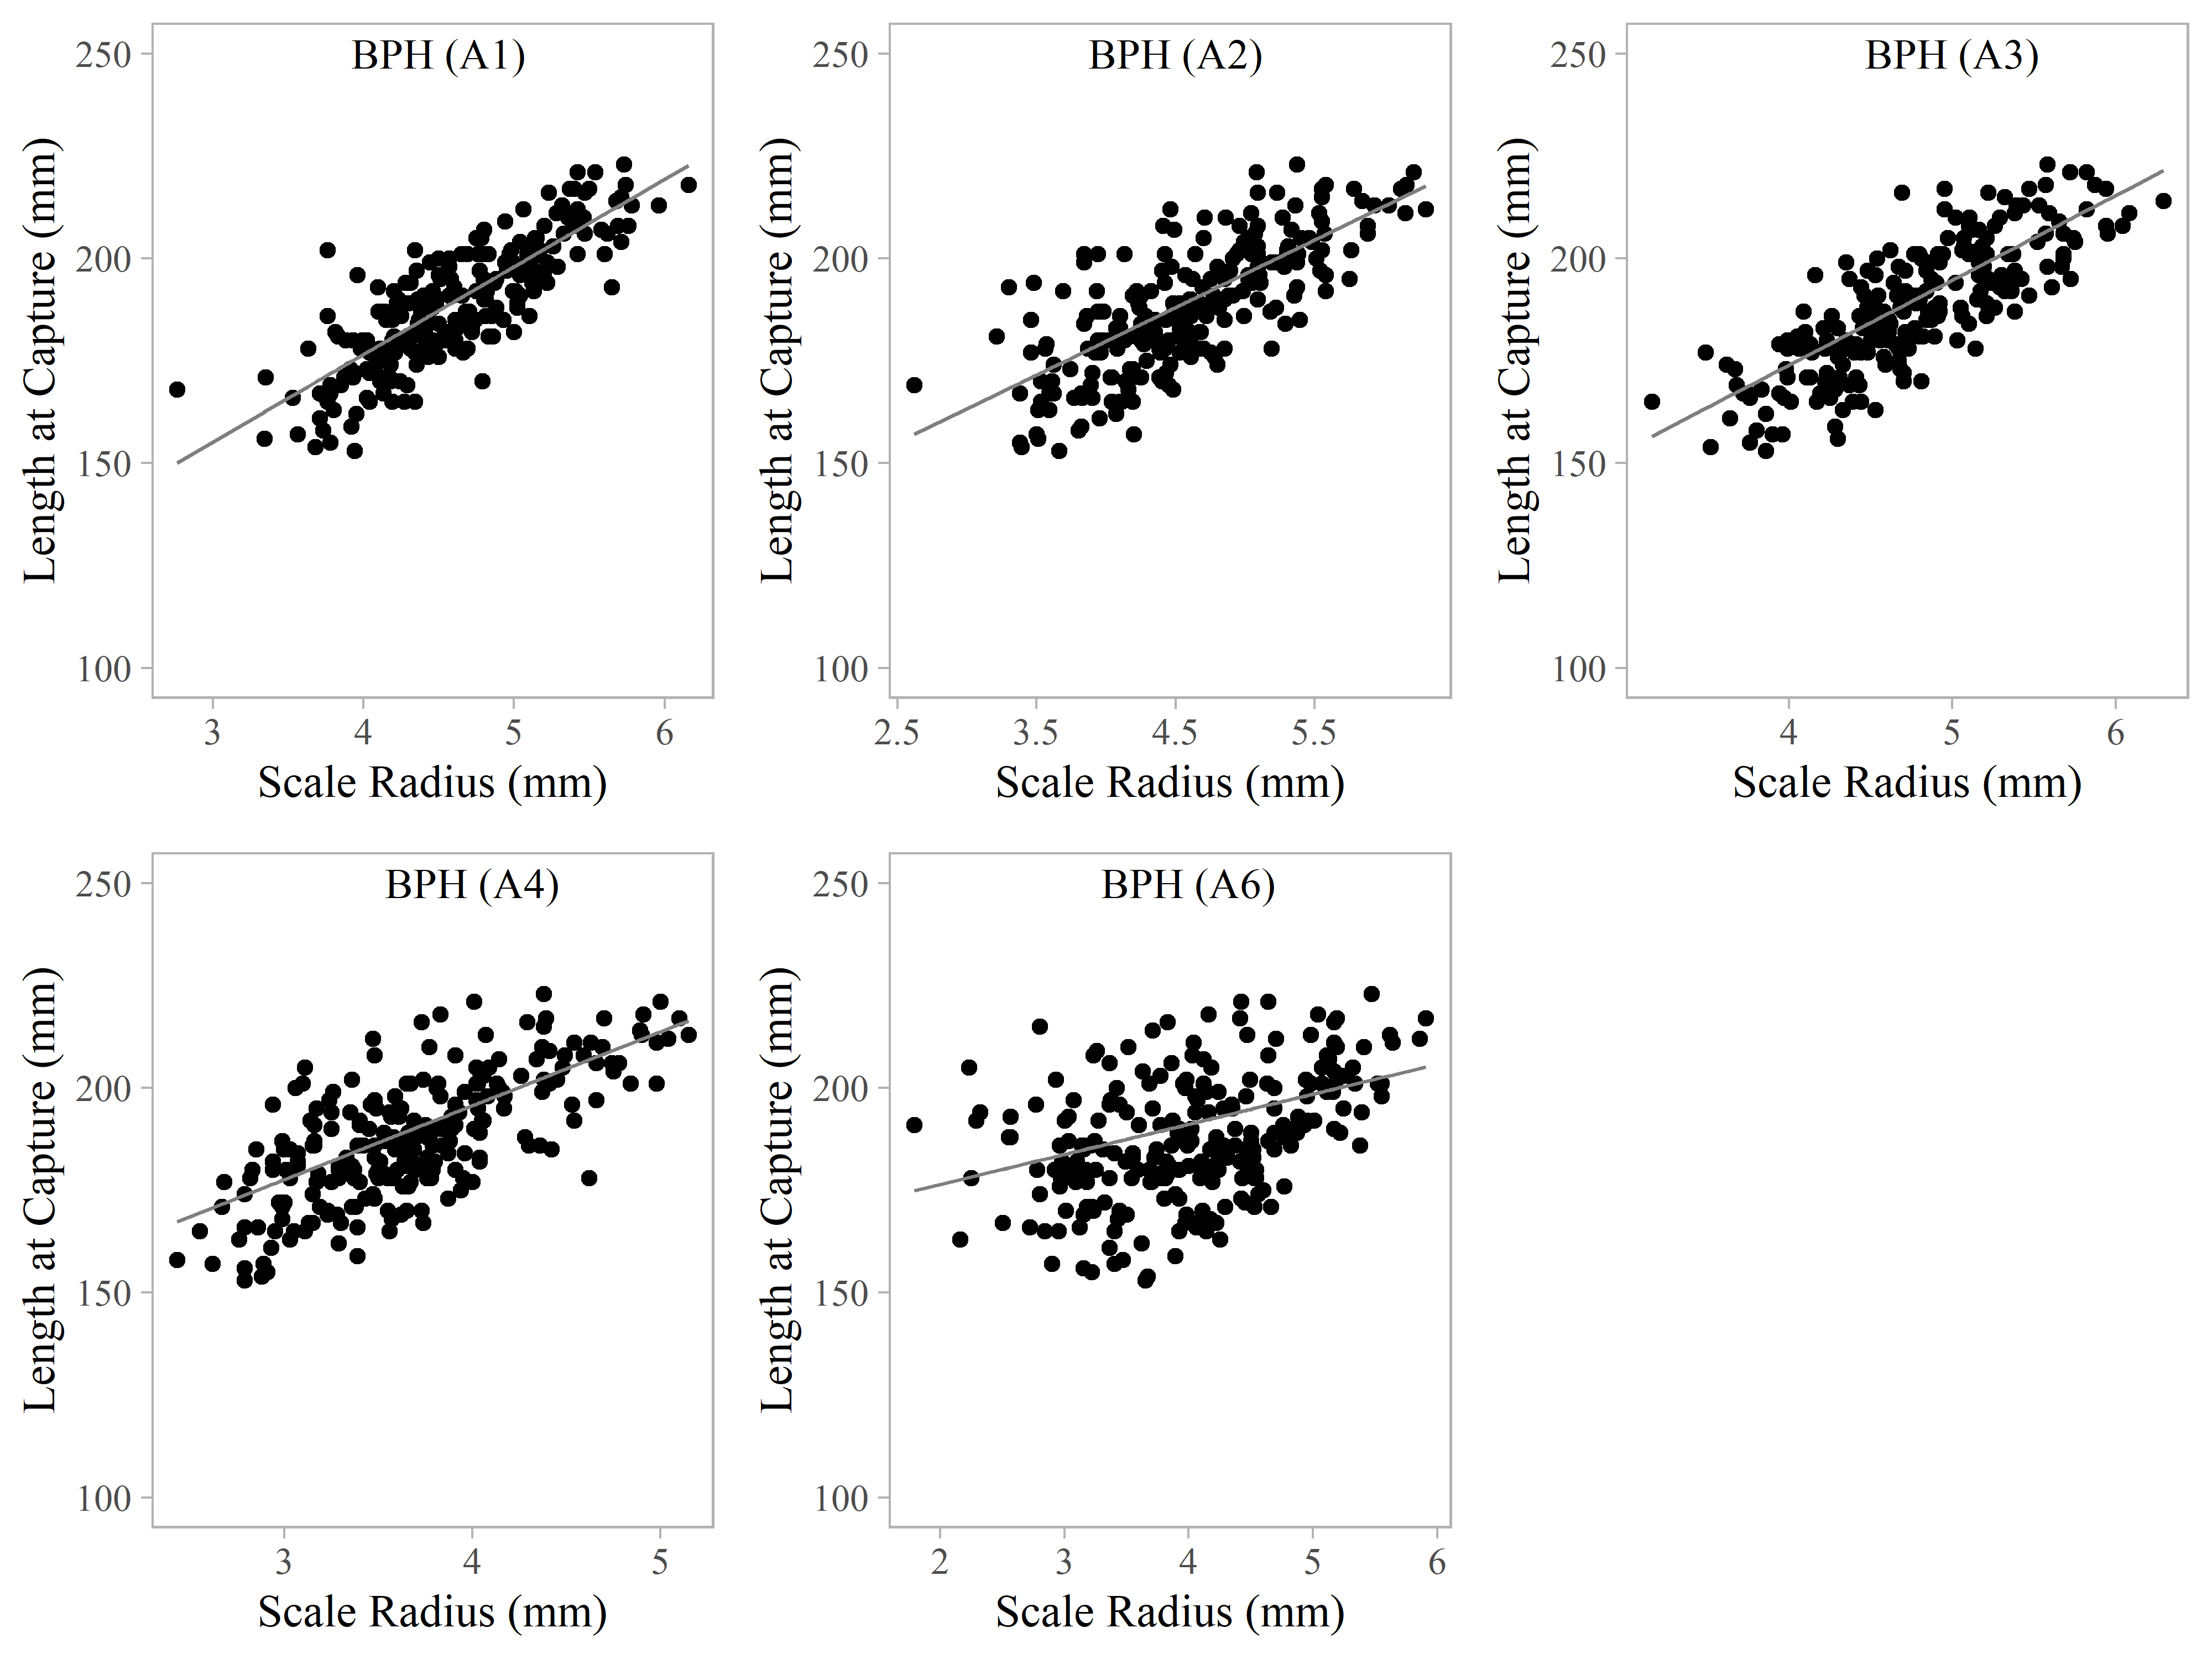 BPH (A1)
250
200
150
100
Length at Capture (mm)
3 4 5 6
Scale Radius (mm)
BPH (A2)
250
200
150
100
Length at Capture (mm)
2.5 3.5 4.5 5.5
Scale Radius (mm)
BPH (A3)
250
200
150
100
Length at Capture (mm)
4 5 6
Scale Radius (mm)
BPH (A4)
250
200
150
100
Length at Capture (mm)
3 4 5
Scale Radius (mm)
BPH (A6)
250
200
150
100
Length at Capture (mm)
2 3 4 5 6
Scale Radius (mm)